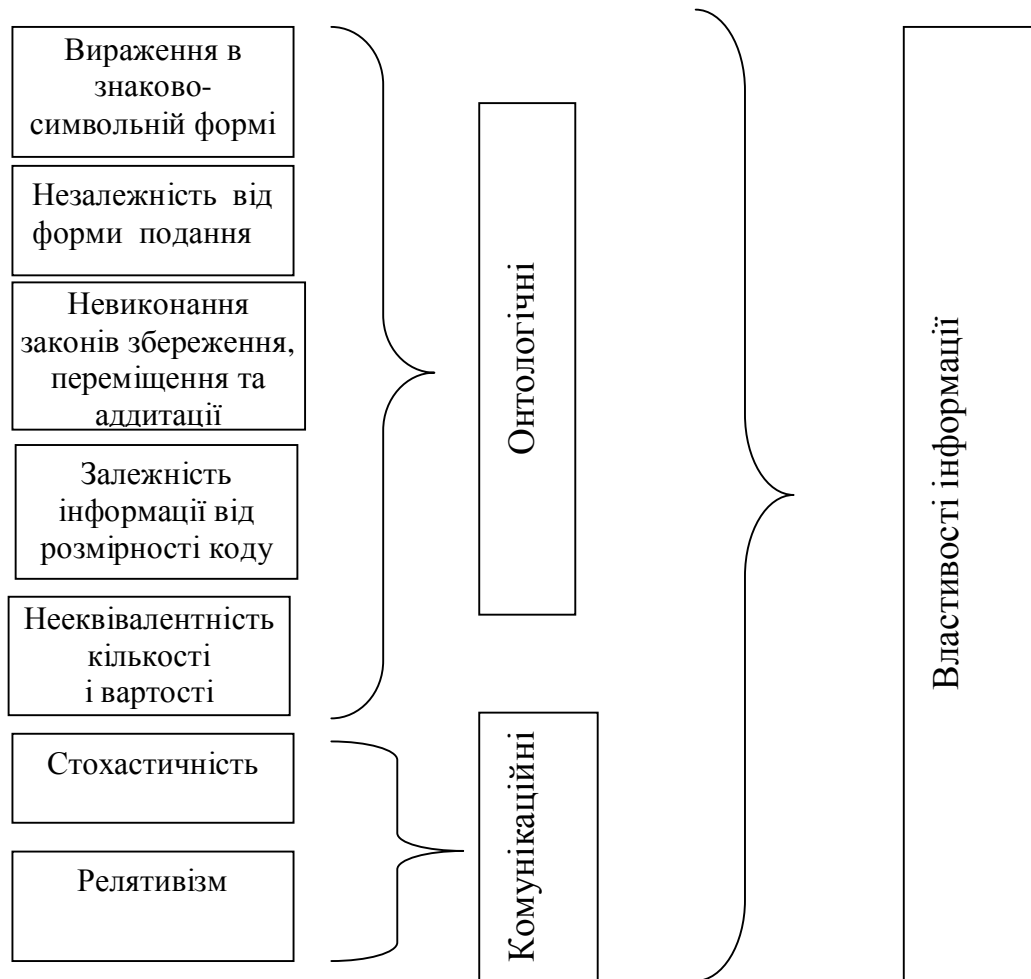 Вираження в
знаково-
символьній формі
Незалежність від
форми подання
Невиконання
законів збереження,
переміщення та
аддитації
Залежність
інформації від
розмірності коду
Нееквівалентність
кількості
і вартості
Стохастичність
Релятивізм
Онтологічні
Комунікаційні
Властивості інформації